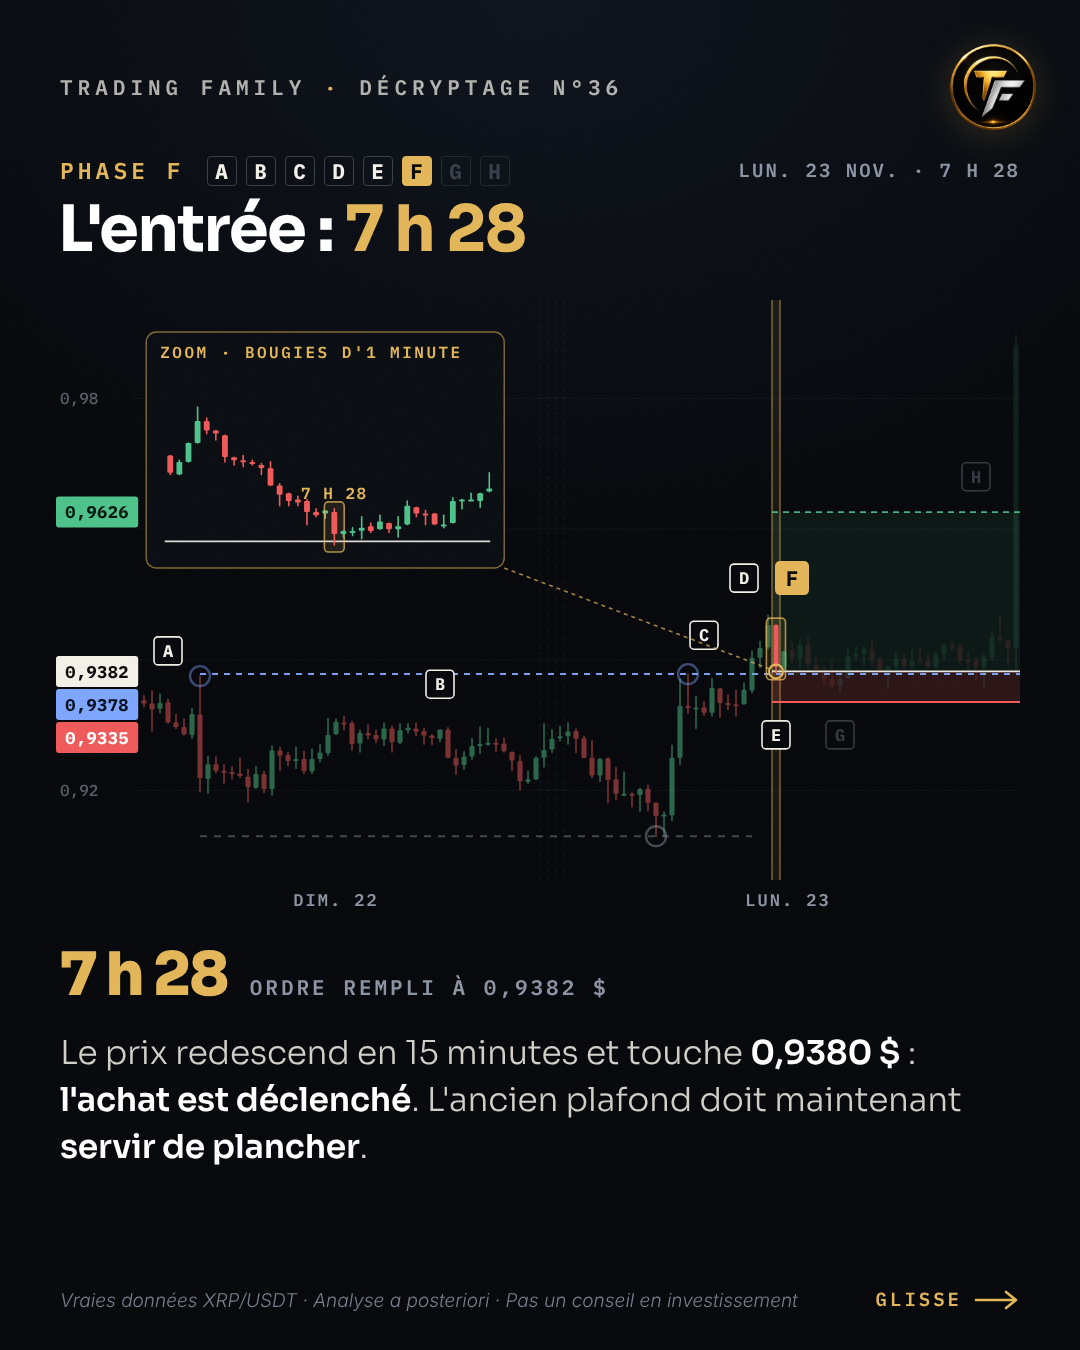 TRADING FAMILY · DÉCRYPTAGE N°36
TF
PHASE F A B C D E F G H
LUN. 23 NOV. · 7 H 28
L'entrée : 7 h 28
ZOOM · BOUGIES D'1 MINUTE
7 H 28
0,98
H
0,9626
D F
C
A
B
0,9382
0,9378
0,9335
E G
0,92
DIM. 22 LUN. 23
7 h 28 ORDRE REMPLI À 0,9382 $
Le prix redescend en 15 minutes et touche 0,9380 $ :
l'achat est déclenché. L'ancien plafond doit maintenant
servir de plancher.
Vraies données XRP/USDT · Analyse a posteriori · Pas un conseil en investissement
GLISSE →